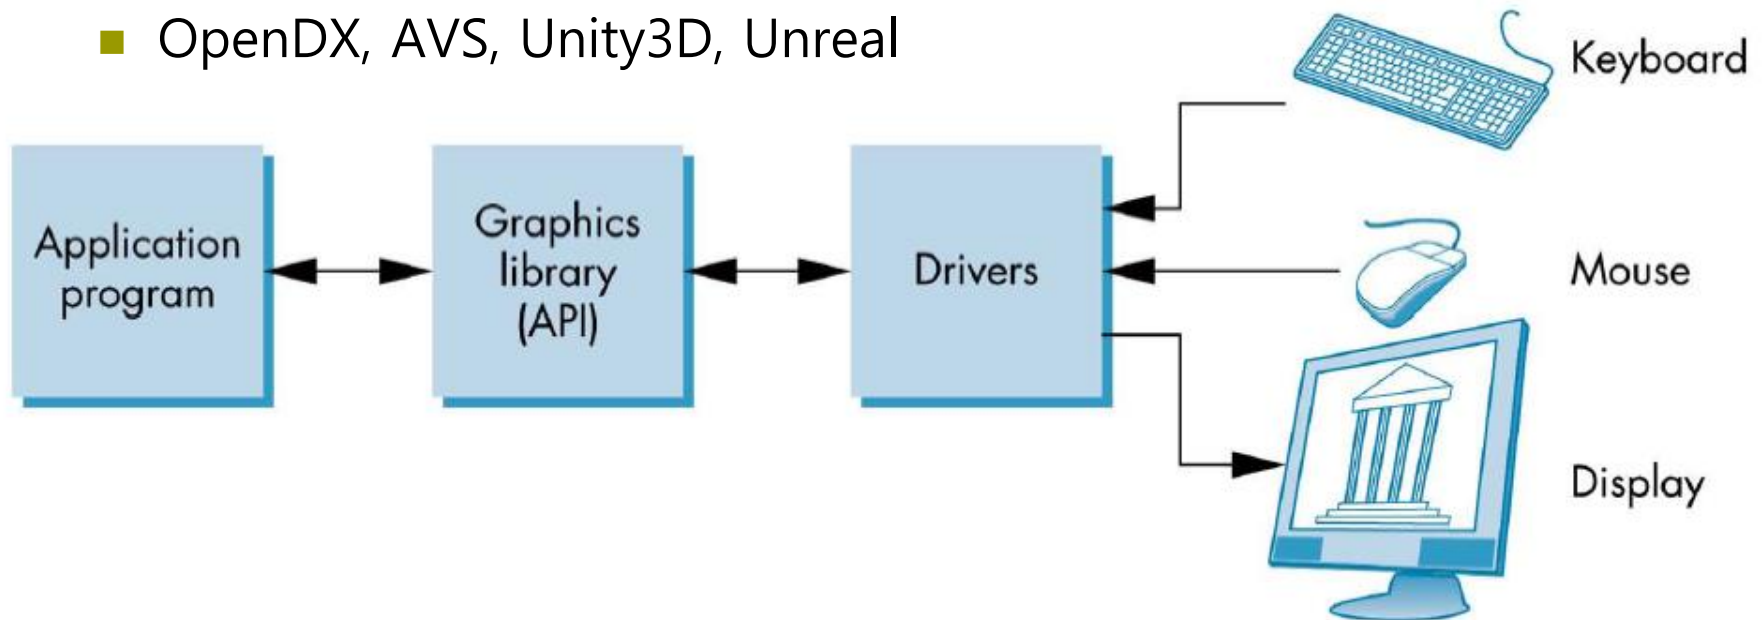 ■ OpenDX, AVS, Unity3D, Unreal
Application
program
Graphics
library
(API)
Drivers
Keyboard
Mouse
Display